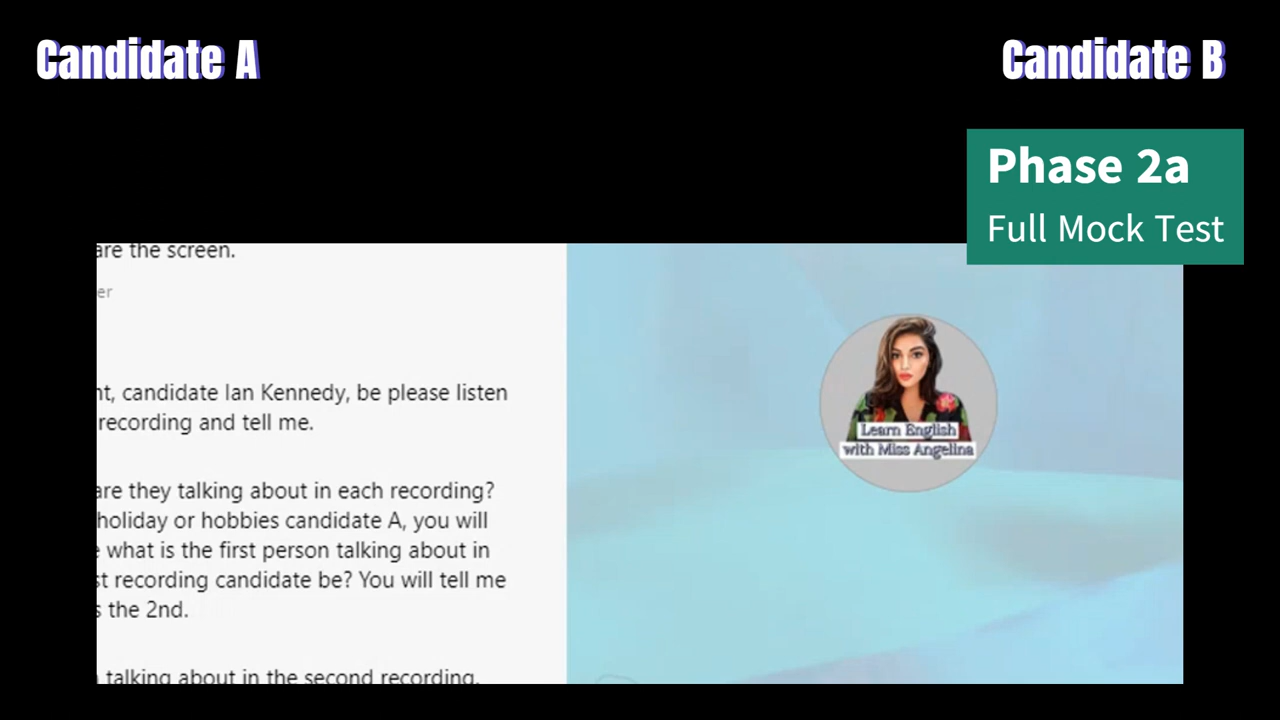 Candidate A
Candidate B
Phase 2a
Full Mock Test
are the screen.
er
nt, candidate Ian Kennedy, be please listen
recording and tell me.
are they talking about in each recording?
holiday or hobbies candidate A, you will
e what is the first person talking about in
st recording candidate be? You will tell me
s the 2nd.
talking about in the second recording.
Learn English
with Miss Angelina